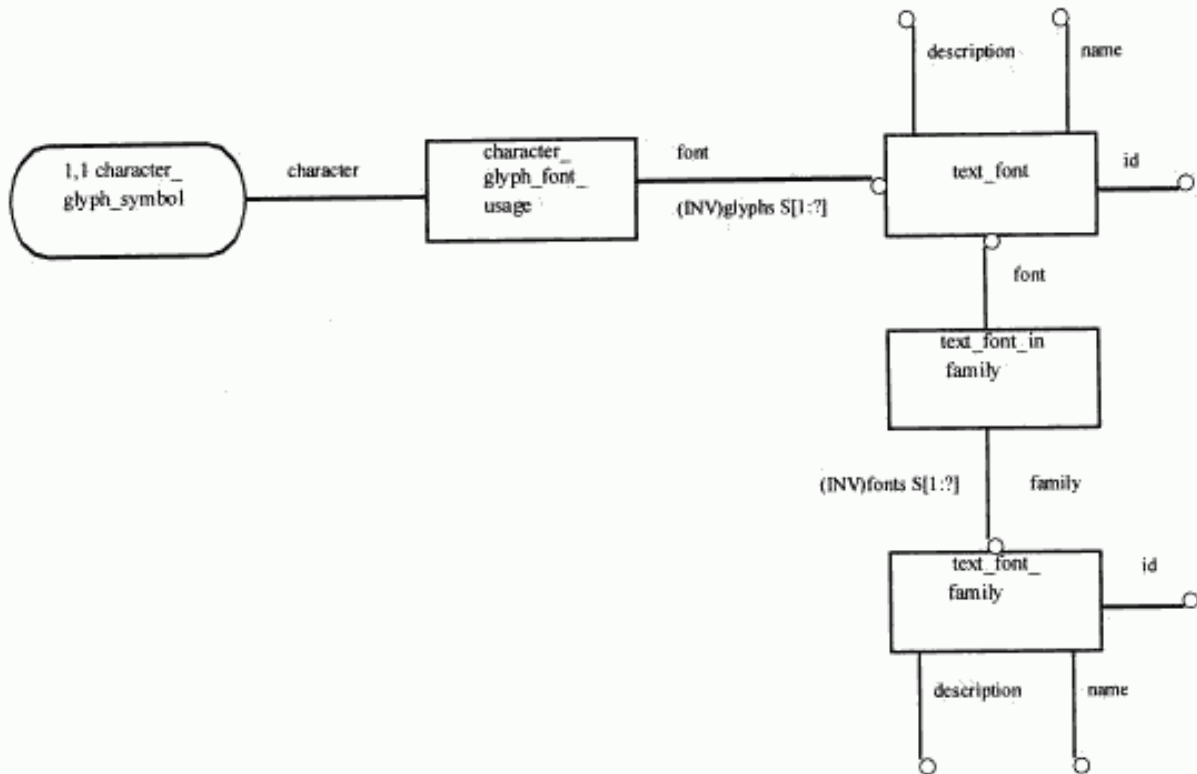 description
name
1,1 character_
glyph_symbol
character
character_
glyph_font_
usage
font
(INV)glyphs S[1:?]
text_font
id
font
text_font_in
family
(INV)fonts S[1:?]
family
text_font_
family
id
description
name